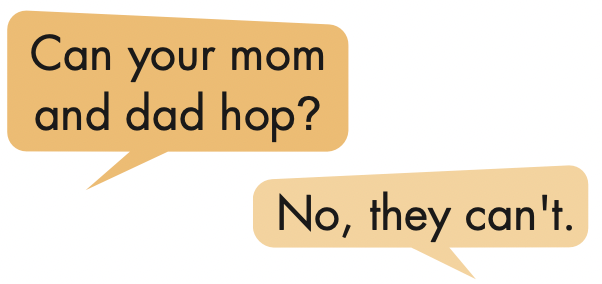 Can your mom
and dad hop?
No, they can't.